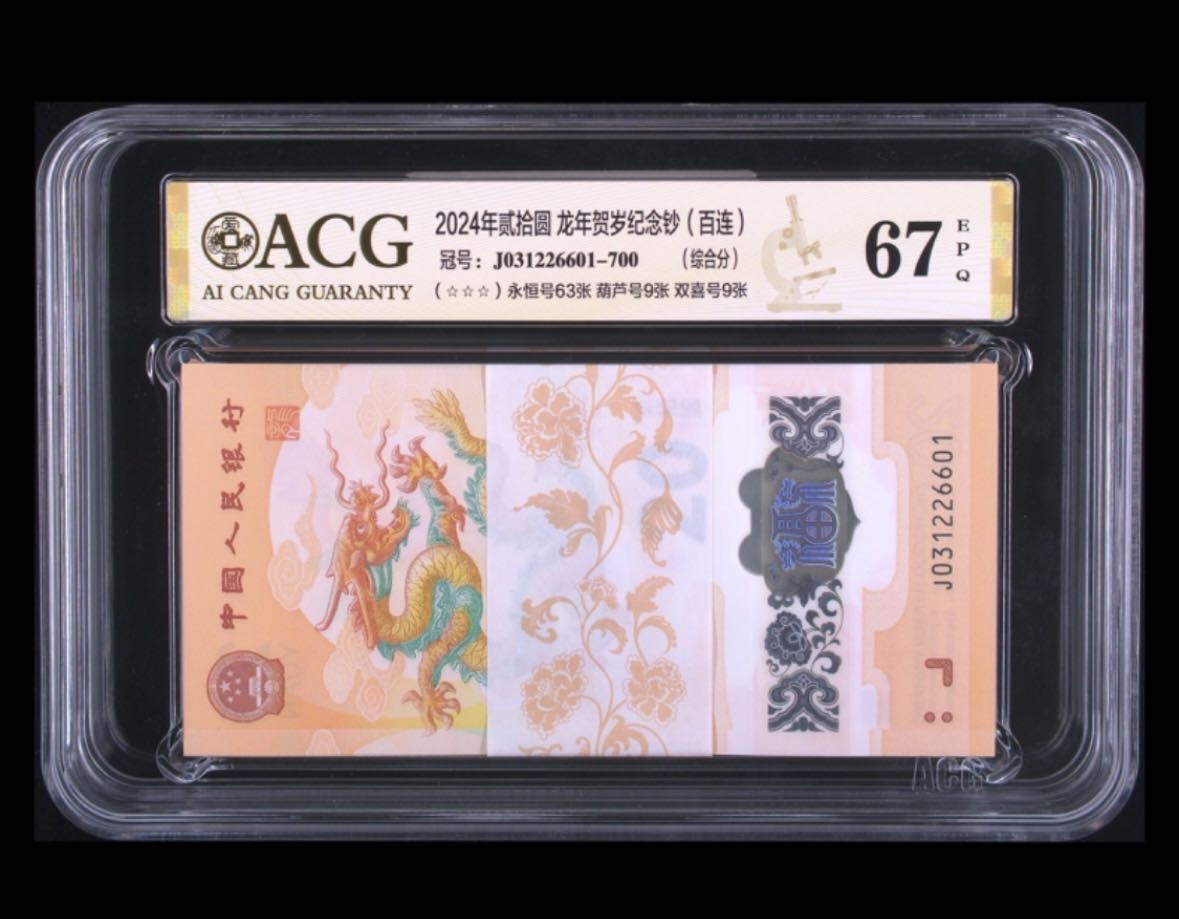 ACG
AI CANG GUARANTY
2024年贰拾圆 龙年贺岁纪念钞（百连）
冠号：J031226601-700 （综合分）
（☆☆☆）永恒号63张 葫芦号9张 双喜号9张
67
EPQ
中国人民银行
J031226601
ACG